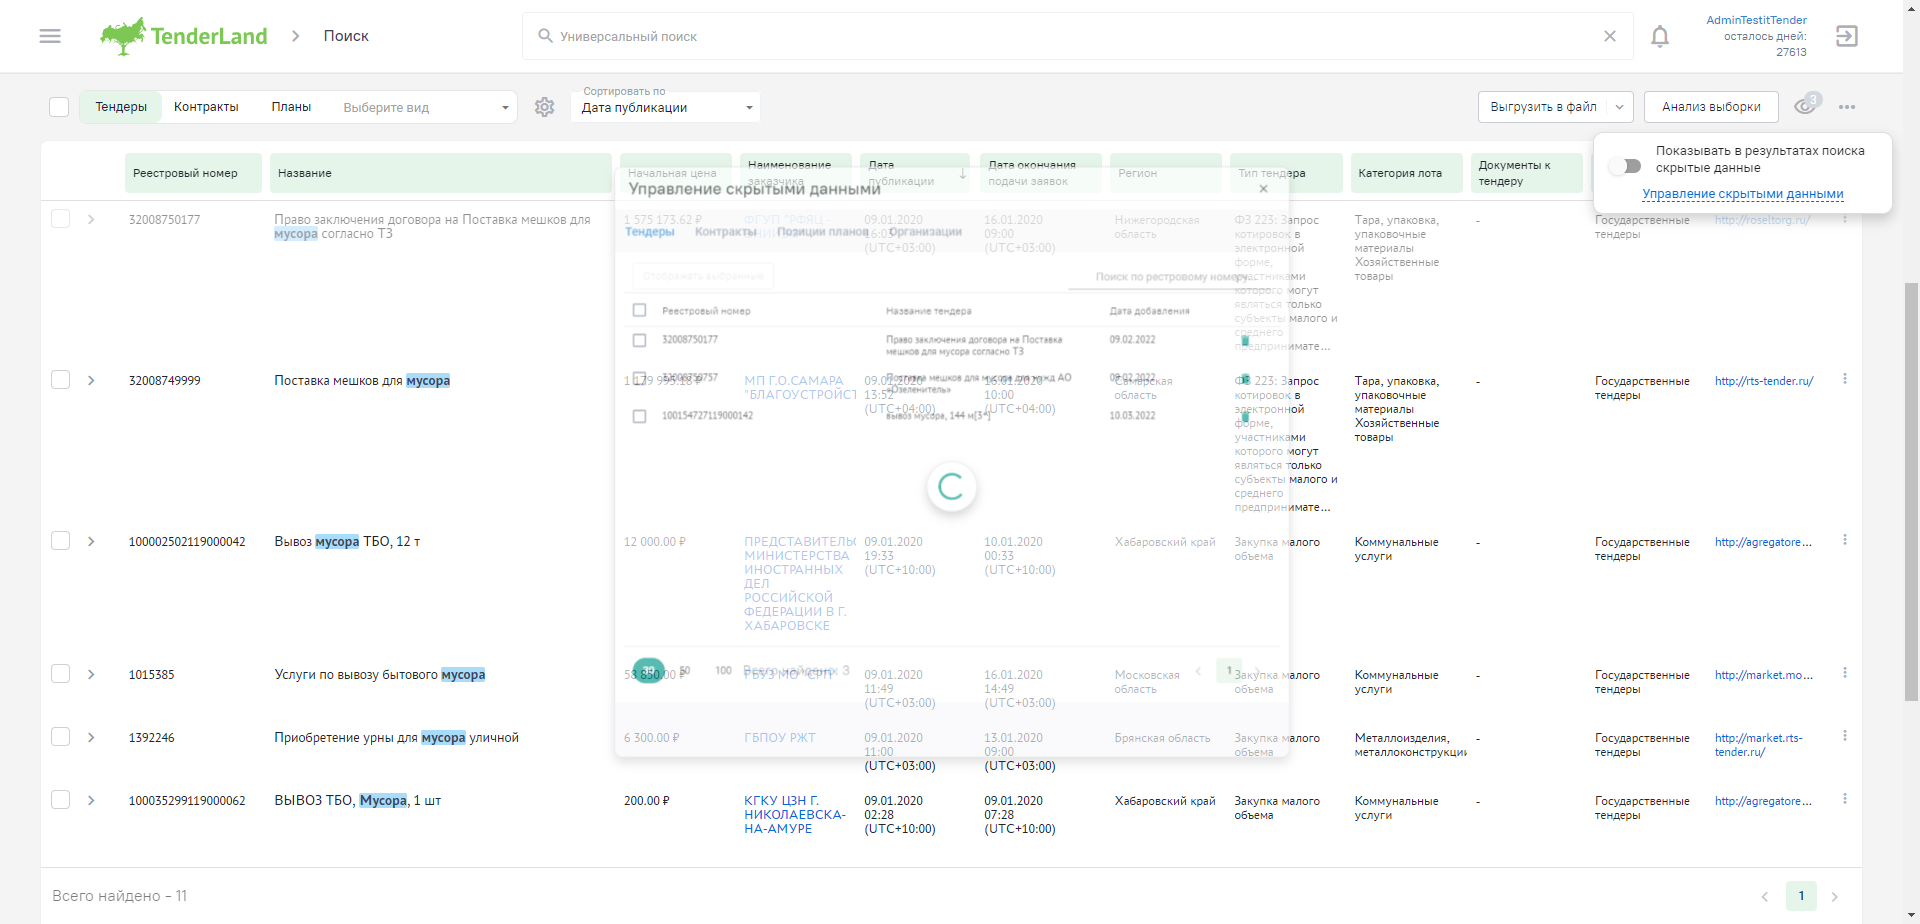 TenderLand
Поиск
Универсальный поиск
AdminTestitTender
осталось дней:
27613
Тендеры
Контракты
Планы
Выберите вид
Сортировать по
Дата публикации
Выгрузить в файл
Анализ выборки
3
Показывать в результатах поиска
скрытые данные
Управление скрытыми данными
Реестровый номер
Название
Начальная цена
Наименование
заказчика
Дата
публикации
Дата окончания
подачи заявок
Регион
Тип тендера
Категория лота
Документы к
тендеру
Управление скрытыми данными
Тендеры
Контракты
Позиции планов
Организации
Отображать выбранные
Поиск по рестровому номеру...
Реестровый номер
Название тендера
Дата добавления
32008750177
Право заключения договора на Поставка
мешков для мусора согласно ТЗ
09.02.2022
32008750757
Поставка мешков для мусора для нужд АО
«Озеленитель»
09.02.2022
100154727119000142
вывоз мусора, 144 м[3*]
10.03.2022
50
100
Всего найдено: 3
1
32008750177
Право заключения договора на Поставка мешков для
мусора согласно ТЗ
1 575 173.62 ₽
ФГУП "РФЯЦ -
09.01.2020
16:03
(UTC+03:00)
16.01.2020
09:00
(UTC+03:00)
Нижегородская
область
ФЗ 223: Запрос
котировок в
электронной
форме,
участниками
которого могут
являться только
субъекты малого и
среднего
предпринимате...
Тара, упаковка,
упаковочные
материалы
Хозяйственные
товары
-
Государственные
тендеры
http://roseltorg.ru/
32008749999
Поставка мешков для мусора
1 179 995.18 ₽
МП Г.О.САМАРА
"БЛАГОУСТРОЙСТ
09.01.2020
13:52
(UTC+04:00)
16.01.2020
10:00
(UTC+04:00)
Самарская
область
ФЗ 223: Запрос
котировок в
электронной
форме,
участниками
которого могут
являться только
субъекты малого и
среднего
предпринимате...
Тара, упаковка,
упаковочные
материалы
Хозяйственные
товары
-
Государственные
тендеры
http://rts-tender.ru/
100002502119000042
Вывоз мусора ТБО, 12 т
12 000.00 ₽
ПРЕДСТАВИТЕЛЬС
МИНИСТЕРСТВА
ИНОСТРАННЫХ
ДЕЛ
РОССИЙСКОЙ
ФЕДЕРАЦИИ В Г.
ХАБАРОВСКЕ
09.01.2020
19:33
(UTC+10:00)
10.01.2020
00:33
(UTC+10:00)
Хабаровский край
Закупка малого
объема
Коммунальные
услуги
-
Государственные
тендеры
http://agregatore...
1015385
Услуги по вывозу бытового мусора
58 850.00 ₽
ГБУЗ МО "СРП"
09.01.2020
11:49
(UTC+03:00)
16.01.2020
14:49
(UTC+03:00)
Московская
область
Закупка малого
объема
Коммунальные
услуги
-
Государственные
тендеры
http://market.mo...
1392246
Приобретение урны для мусора уличной
6 300.00 ₽
ГБПОУ РЖТ
09.01.2020
11:00
(UTC+03:00)
13.01.2020
09:00
(UTC+03:00)
Брянская область
Закупка малого
объема
Металлоизделия,
металлоконструкции
-
Государственные
тендеры
http://market.rts-
tender.ru/
100035299119000062
ВЫВОЗ ТБО, Мусора, 1 шт
200.00 ₽
КГКУ ЦЗН Г.
НИКОЛАЕВСКА-
НА-АМУРЕ
09.01.2020
02:28
(UTC+10:00)
09.01.2020
07:28
(UTC+10:00)
Хабаровский край
Закупка малого
объема
Коммунальные
услуги
-
Государственные
тендеры
http://agregatore...
Всего найдено - 11
1